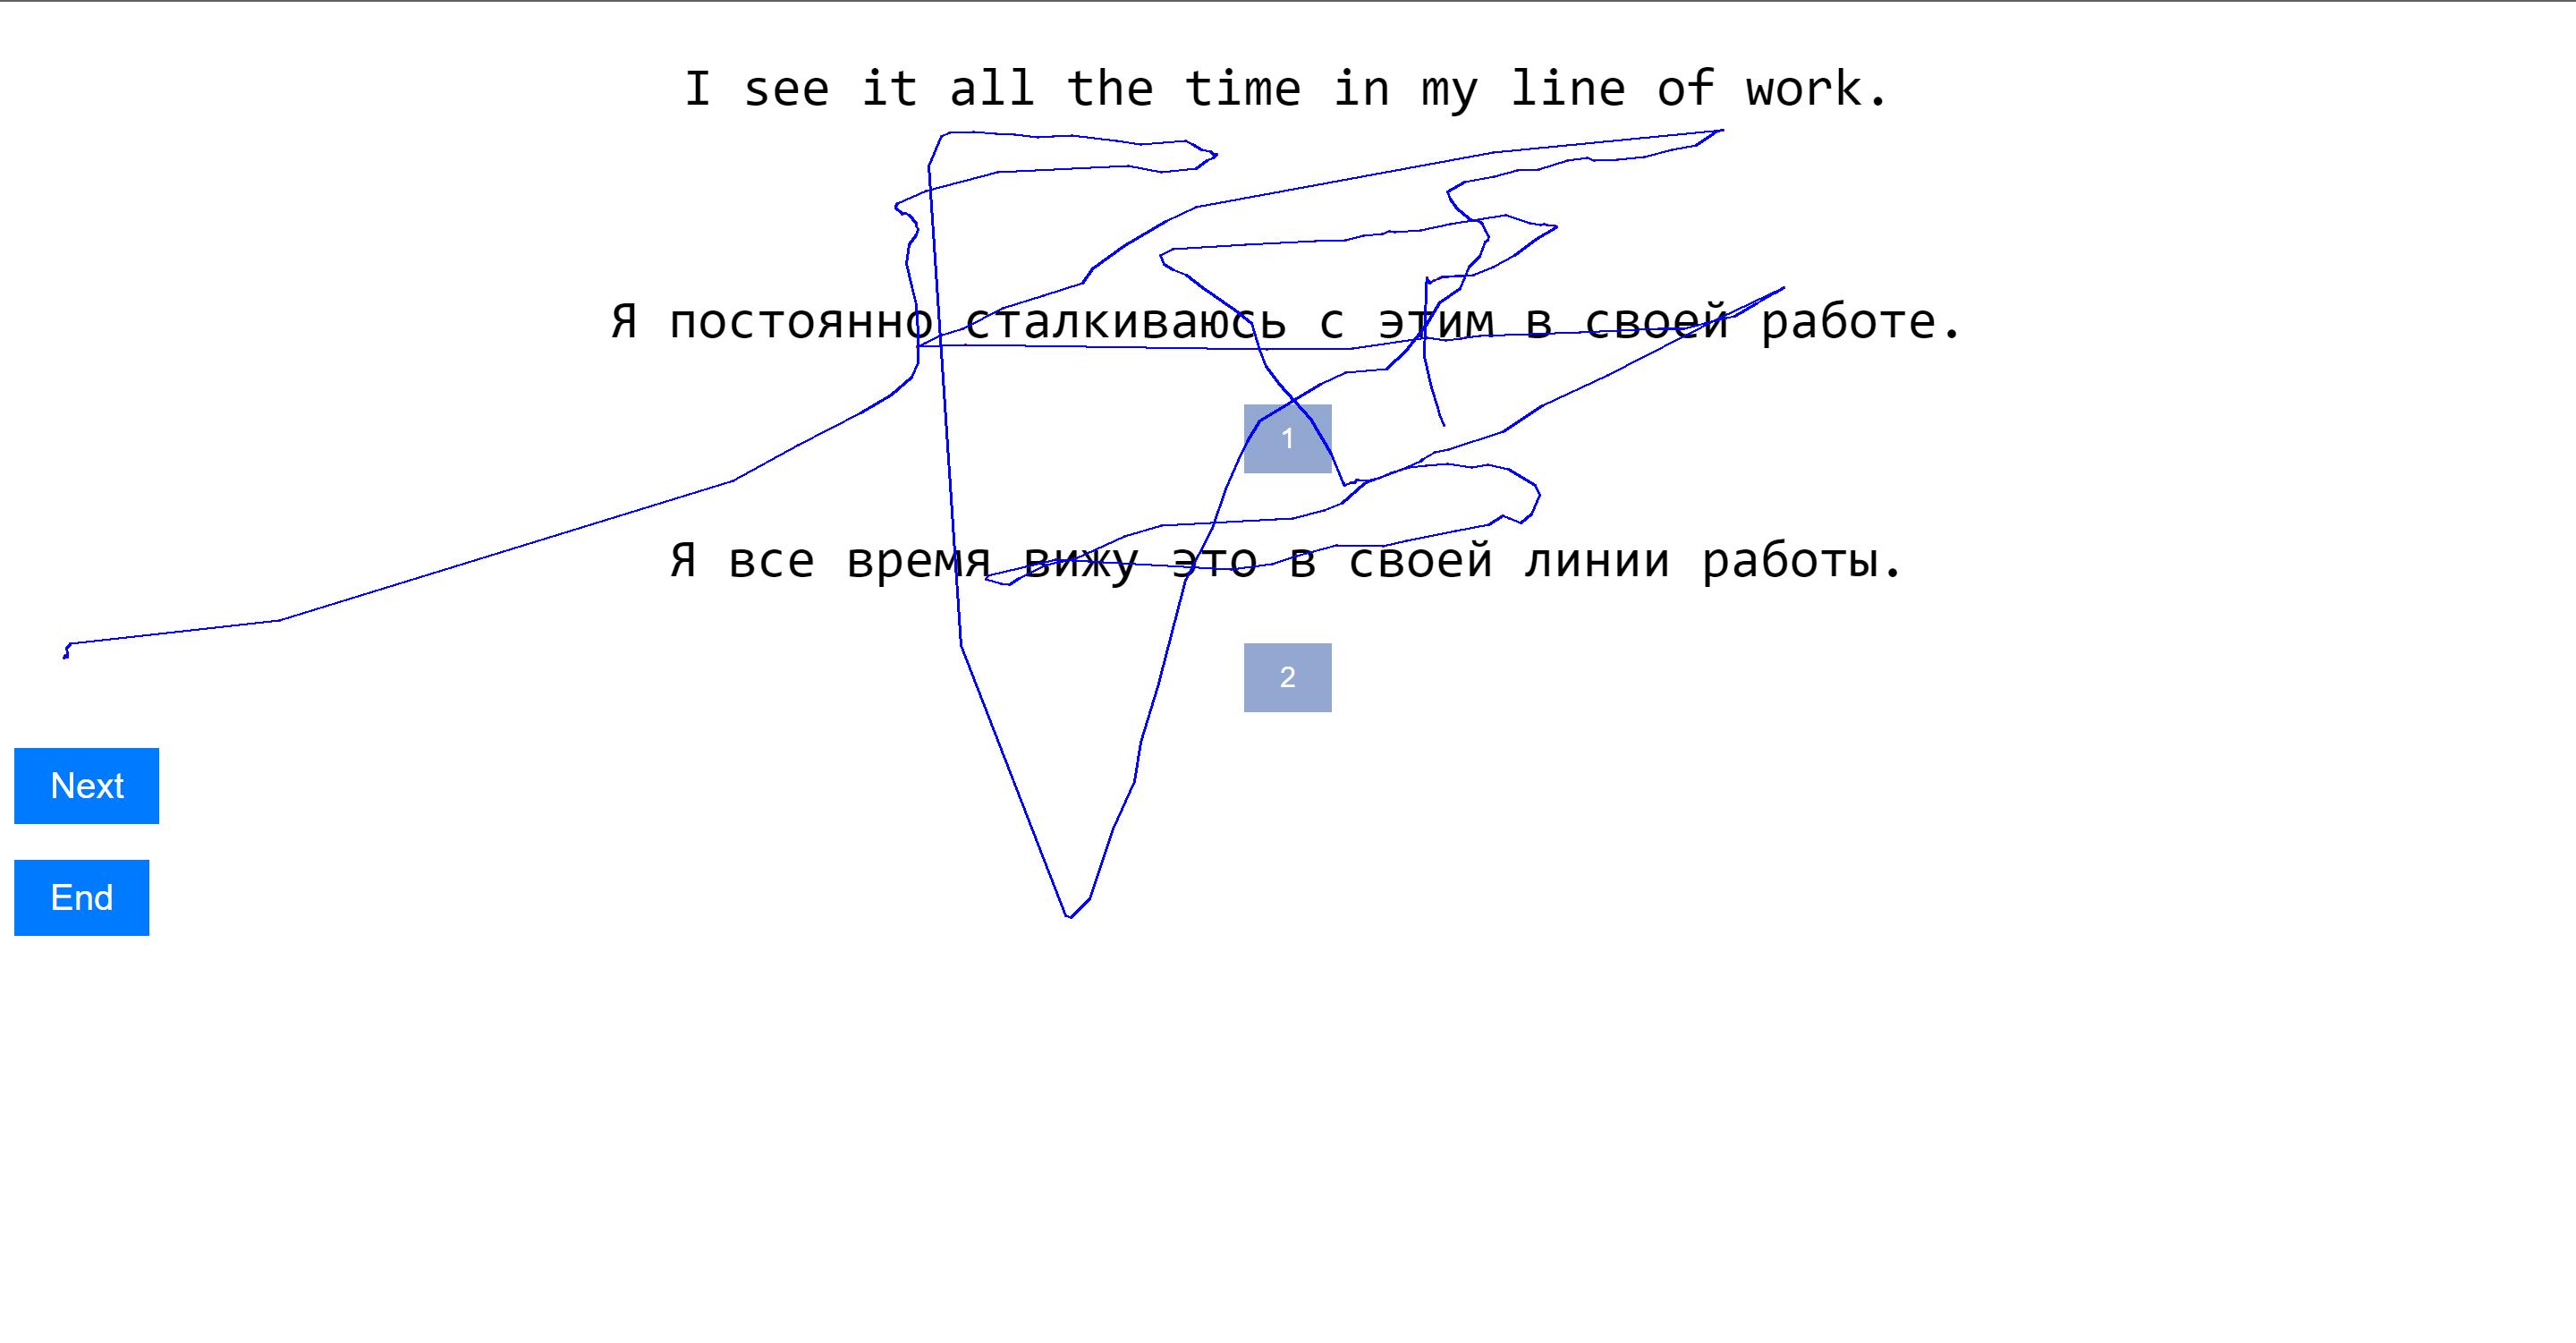 I see it all the time in my line of work.
Я постоянно сталкиваюсь с этим в своей работе.
1
Я все время вижу это в своей линии работы.
2
Next
End